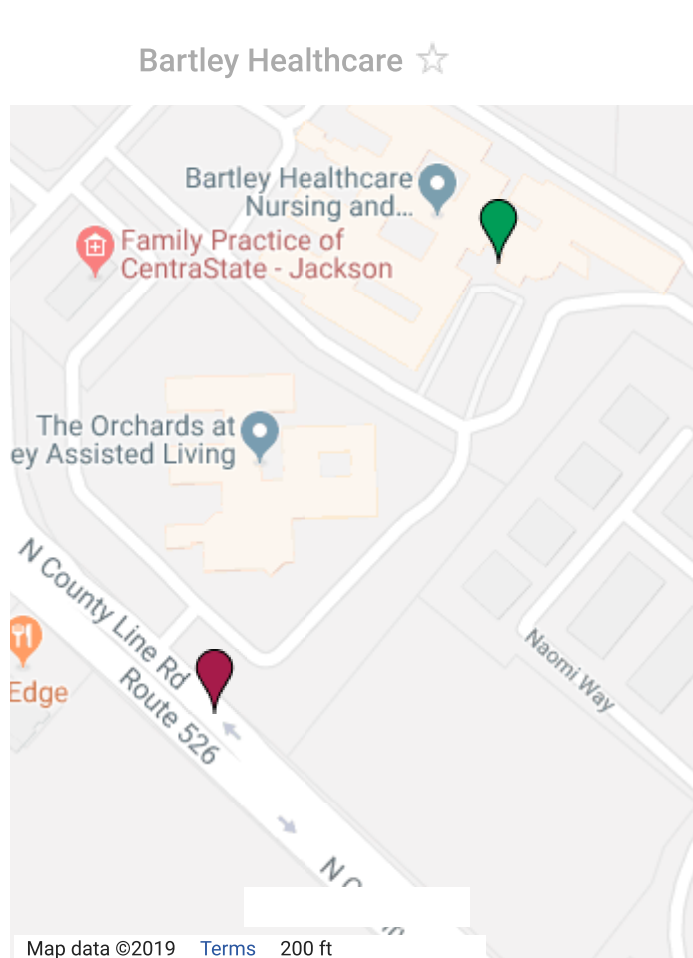 Bartley Healthcare
Bartley Healthcare
Nursing and...
Family Practice of
CentraState - Jackson
The Orchards at
ey Assisted Living
N County Line Rd
Route 526
Edge
Naomi Way
N
Map data ©2019 Terms 200 ft